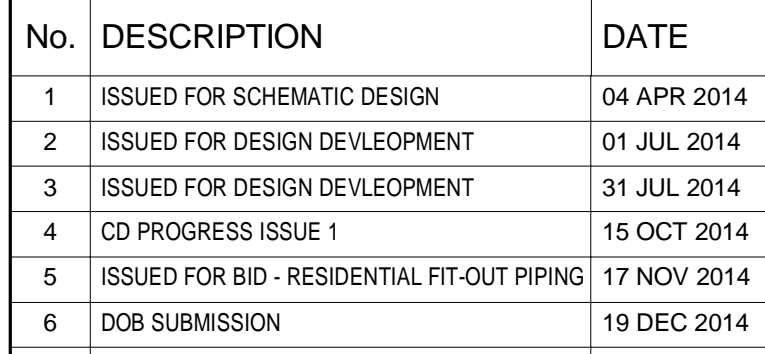 No. DESCRIPTION DATE
1 ISSUED FOR SCHEMATIC DESIGN 04 APR 2014
2 ISSUED FOR DESIGN DEVLEOPMENT 01 JUL 2014
3 ISSUED FOR DESIGN DEVLEOPMENT 31 JUL 2014
4 CD PROGRESS ISSUE 1 15 OCT 2014
5 ISSUED FOR BID - RESIDENTIAL FIT-OUT PIPING 17 NOV 2014
6 DOB SUBMISSION 19 DEC 2014